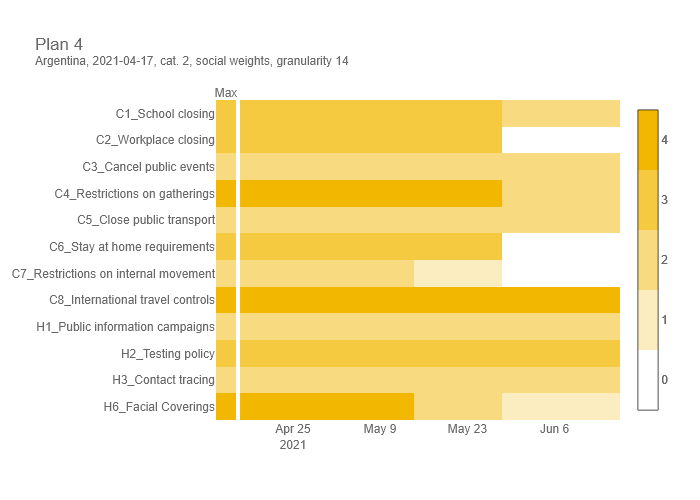 Plan 4
Argentina, 2021-04-17, cat. 2, social weights, granularity 14
Max
C1_School closing
C2_Workplace closing
C3_Cancel public events
C4_Restrictions on gatherings
C5_Close public transport
C6_Stay at home requirements
C7_Restrictions on internal movement
C8_International travel controls
H1_Public information campaigns
H2_Testing policy
H3_Contact tracing
H6_Facial Coverings
Apr 25 May 9 May 23 Jun 6
2021
4
3
2
1
0